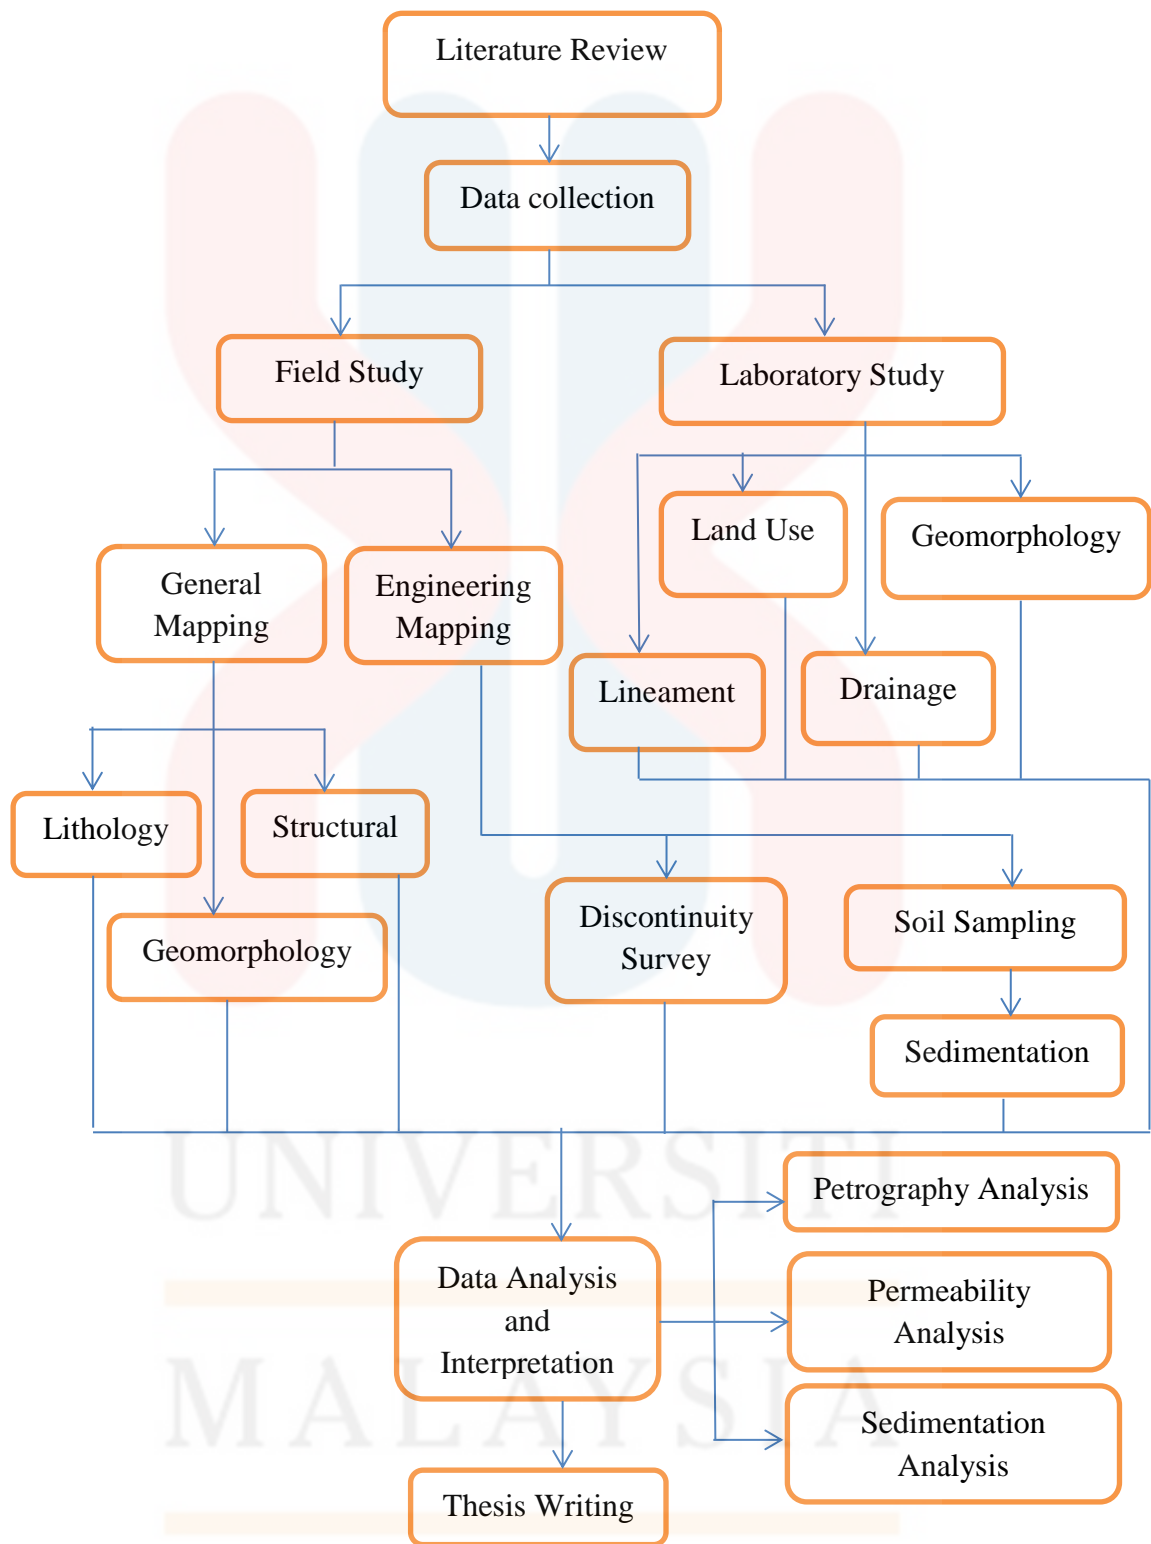 Literature Review
Data collection
Field Study
Laboratory Study
Land Use
Geomorphology
General
Mapping
Engineering
Mapping
Lineament
Drainage
Lithology
Structural
Geomorphology
Discontinuity
Survey
Soil Sampling
Sedimentation
UNIVERSITI
Petrography Analysis
Data Analysis
and
Interpretation
Permeability
Analysis
MALAYSIA
Sedimentation
Analysis
Thesis Writing